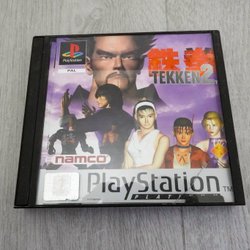 PlayStation
PAL
鉄拳
TEKKEN 2
namco
PlayStation
PLATINUM